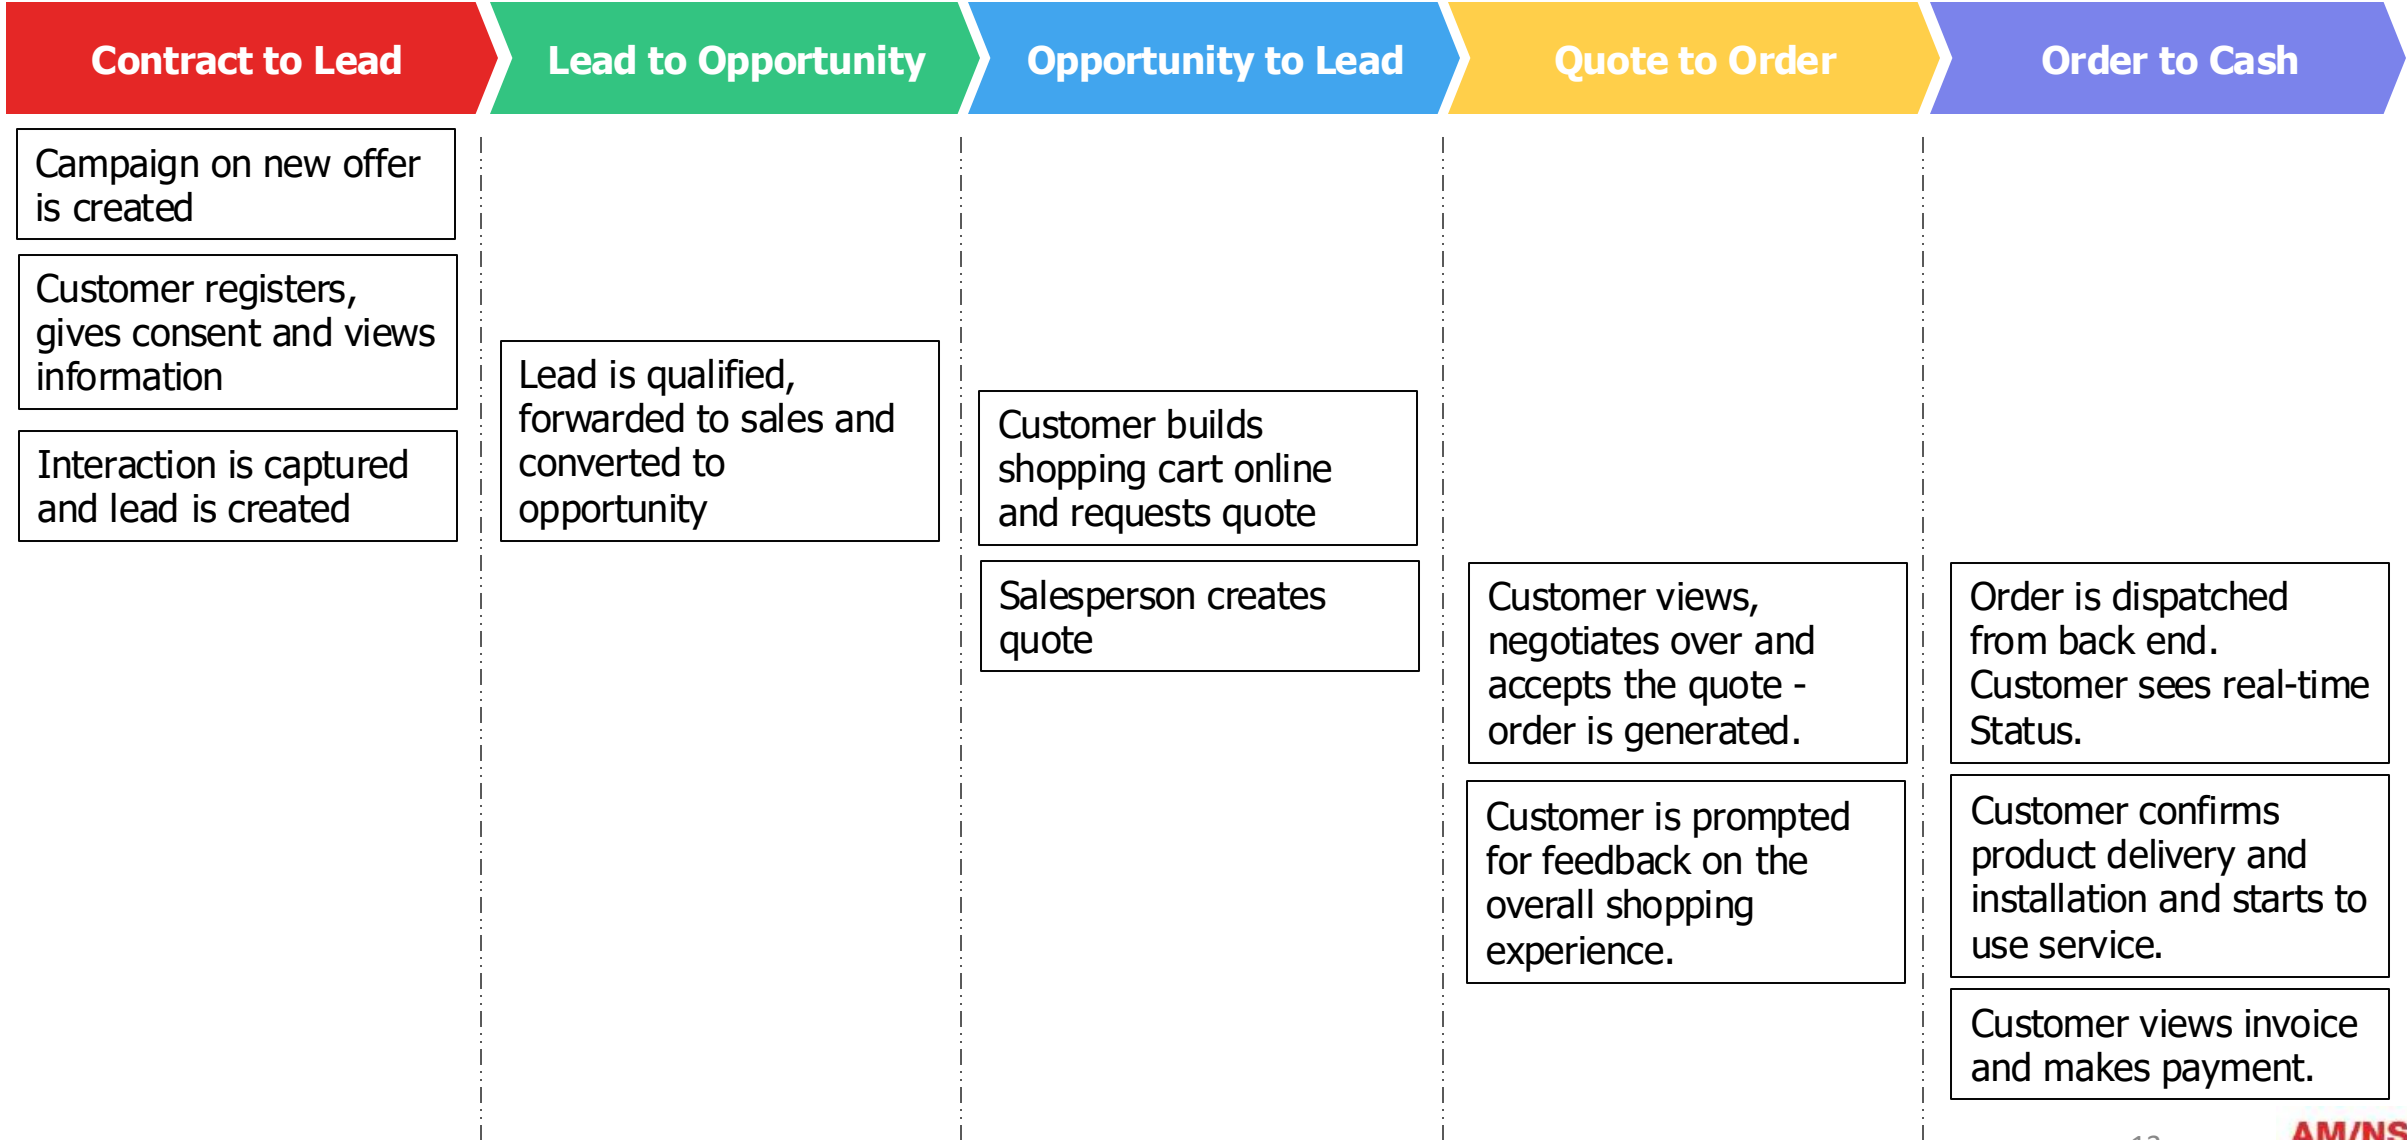 Contract to Lead
Lead to Opportunity
Opportunity to Lead
Quote to Order
Order to Cash
Campaign on new offer
is created
Customer registers,
gives consent and views
information
Interaction is captured
and lead is created
Lead is qualified,
forwarded to sales and
converted to
opportunity
Customer builds
shopping cart online
and requests quote
Salesperson creates
quote
Customer views,
negotiates over and
accepts the quote -
order is generated.
Customer is prompted
for feedback on the
overall shopping
experience.
Order is dispatched
from back end.
Customer sees real-time
Status.
Customer confirms
product delivery and
installation and starts to
use service.
Customer views invoice
and makes payment.
AM/NS